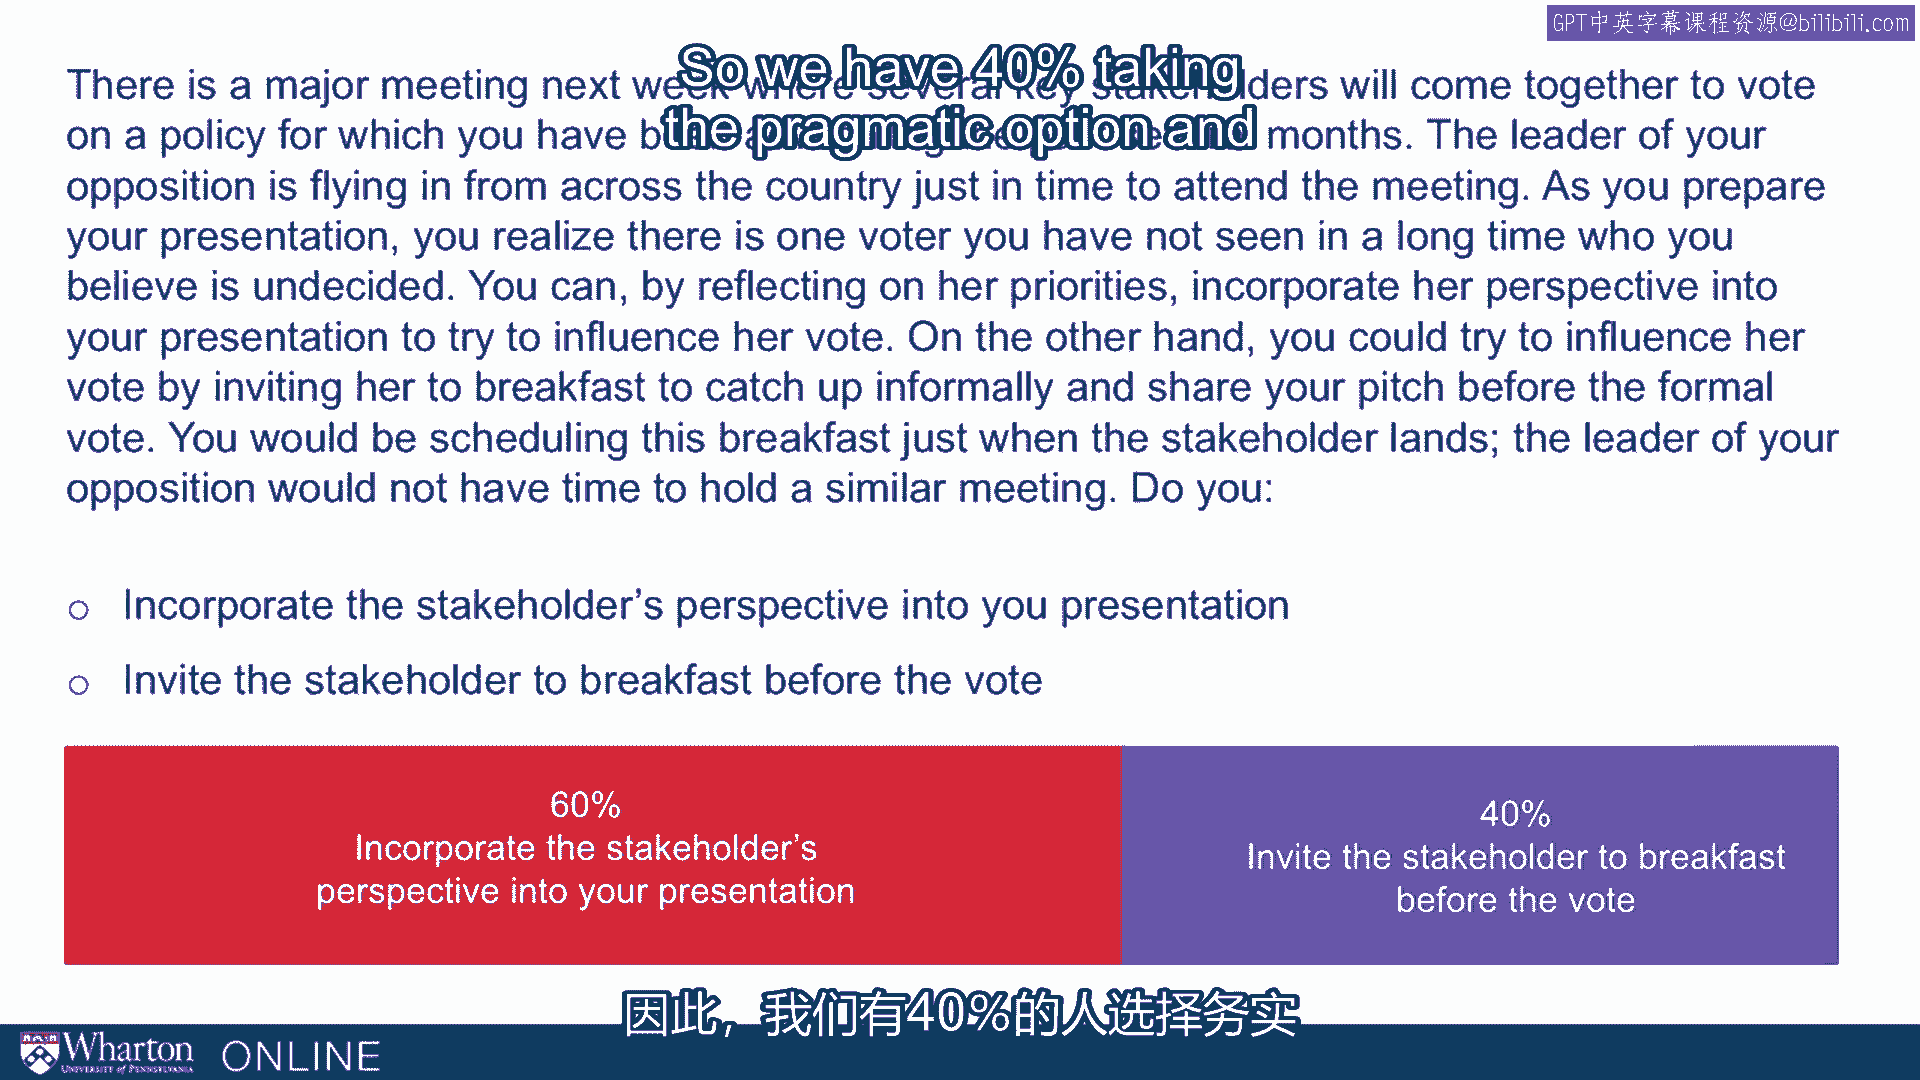 GPT中英字幕课程资源@bilibili.com
So we have 40% taking
the pragmatic option and
There is a major meeting next week where several key stakeholders will come together to vote
on a policy for which you have months. The leader of your
opposition is flying in from across the country just in time to attend the meeting. As you prepare
your presentation, you realize there is one voter you have not seen in a long time who you
believe is undecided. You can, by reflecting on her priorities, incorporate her perspective into
your presentation to try to influence her vote. On the other hand, you could try to influence her
vote by inviting her to breakfast to catch up informally and share your pitch before the formal
vote. You would be scheduling this breakfast just when the stakeholder lands; the leader of your
opposition would not have time to hold a similar meeting. Do you:
o Incorporate the stakeholder’s perspective into you presentation
o Invite the stakeholder to breakfast before the vote
60%
Incorporate the stakeholder’s
perspective into your presentation
40%
Invite the stakeholder to breakfast
before the vote
因此，我们有40%的人选择务实
Wharton ONLINE
UNIVERSITY of PENNSYLVANIA